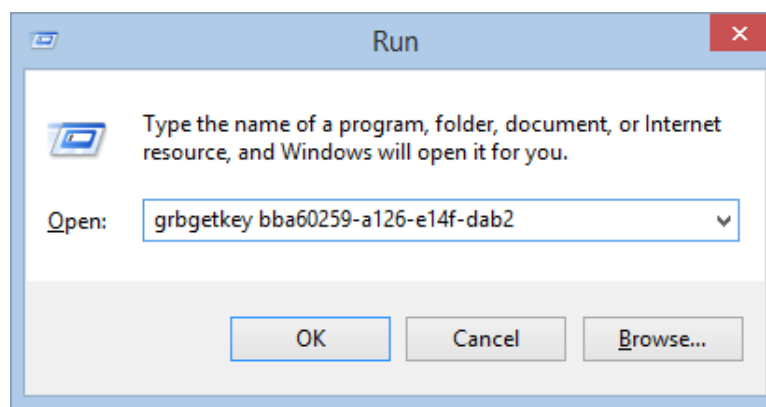 Run
Type the name of a program, folder, document, or Internet
resource, and Windows will open it for you.
Open: grbgetkey bba60259-a126-e14f-dab2
OK Cancel Browse...